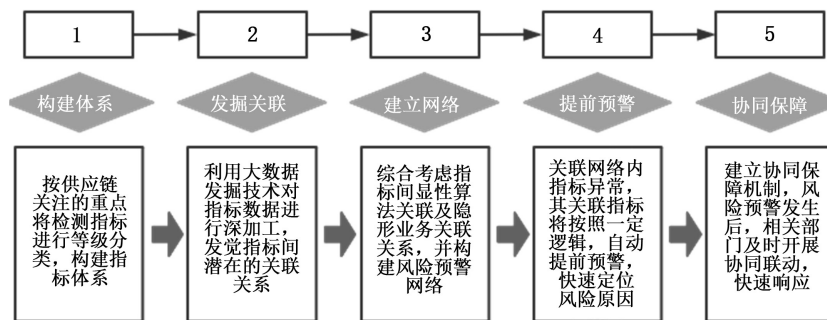 1
2
3
4
5
构建体系
发掘关联
建立网络
提前预警
协同保障
按供应链
关注的重点
将检测指标
进行等级分
类，构建指
标体系
利用大数据
发掘技术对
指标数据进
行深加工，
发觉指标间
潜在的关联
关系
综合考虑指
标间显性算
法关联及隐
形业务关联
关系，并构
建风险预警
网络
关联网络内
指标异常，
其关联指标
将按照一定
逻辑，自动
提前预警，
快速定位
风险原因
建立协同保
障机制，风
险预警发生
后，相关部
门及时开展
协同联动，
快速响应